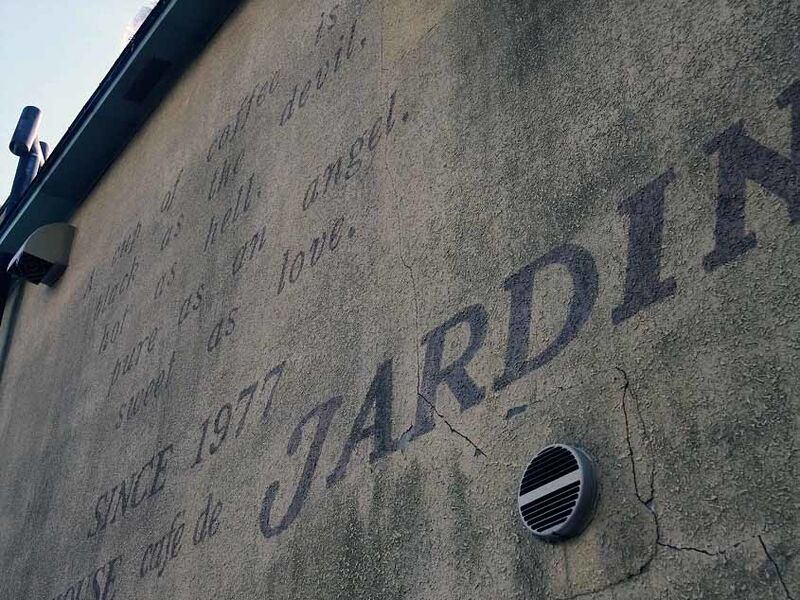 A cup of coffee is
black as the devil,
hot as hell,
pure as an angel,
sweet as love.
SINCE 1977
HOUSE cafe de JARDIN